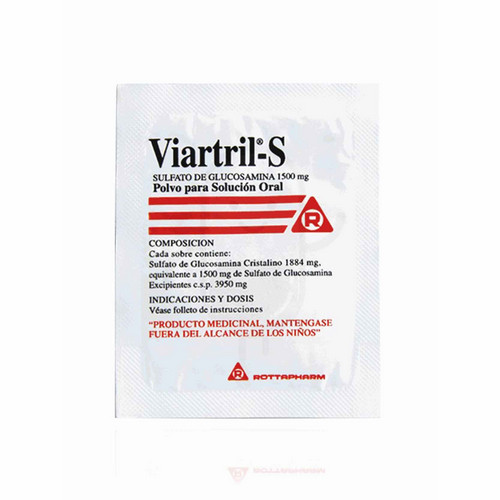 Viartril®-S
SULFATO DE GLUCOSAMINA 1500 mg
Polvo para Solución Oral
R
COMPOSICION
Cada sobre contiene:
Sulfato de Glucosamina Cristalino 1884 mg,
equivalente a 1500 mg de Sulfato de Glucosamina
Excipientes c.s.p. 3950 mg
INDICACIONES Y DOSIS
Véase folleto de instrucciones
“PRODUCTO MEDICINAL, MANTENGASE
FUERA DEL ALCANCE DE LOS NIÑOS”
R ROTTAPHARM